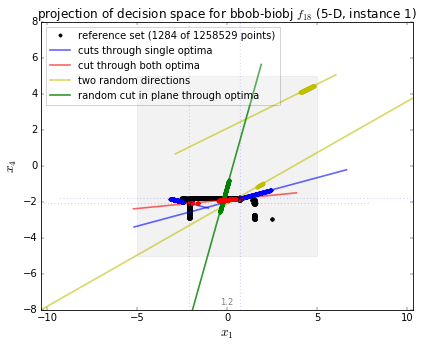 projection of decision space for bbob-biobj f₁₈ (5-D, instance 1)
reference set (1284 of 1258529 points)
cuts through single optima
cut through both optima
two random directions
random cut in plane through optima
8
6
4
2
0
−2
−4
−6
−8
x₄
1.2
−10
−5
0
5
10
x₁